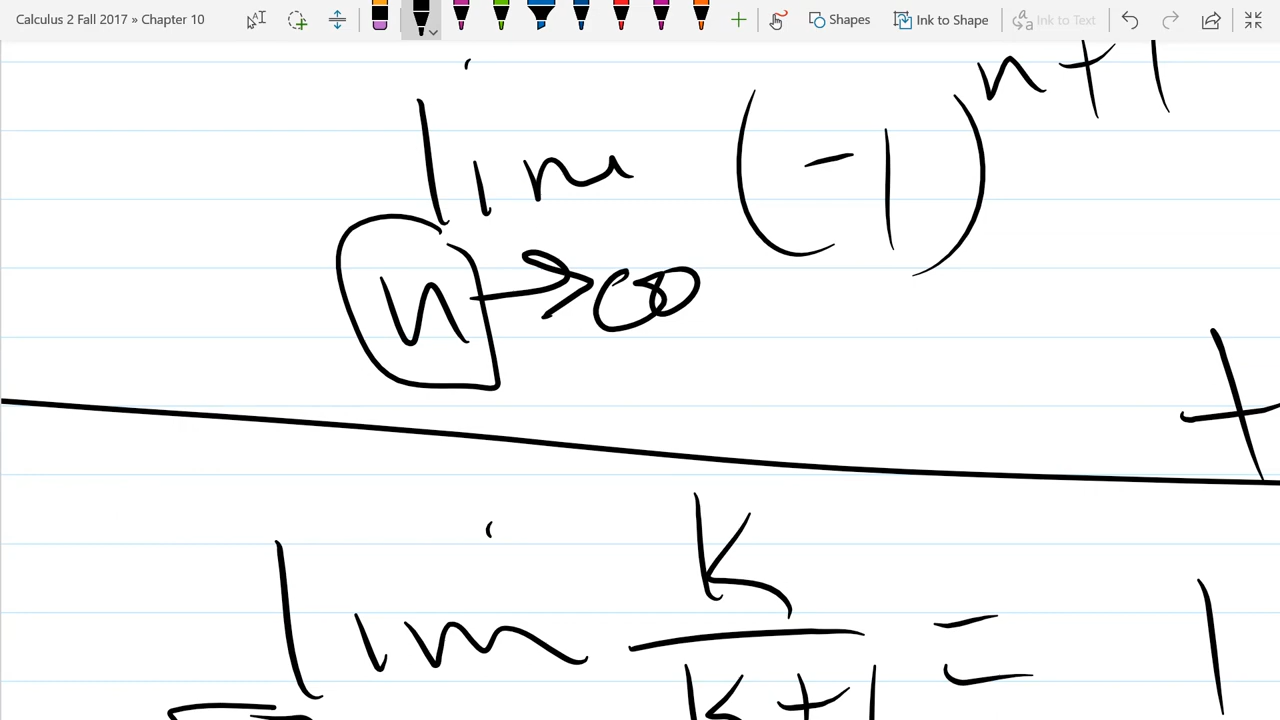 Calculus 2 Fall 2017 » Chapter 10
Shapes
Ink to Shape
Ink to Text
lim (-1)^{n+1}
n→∞
+
lim k/(k+1) = 1